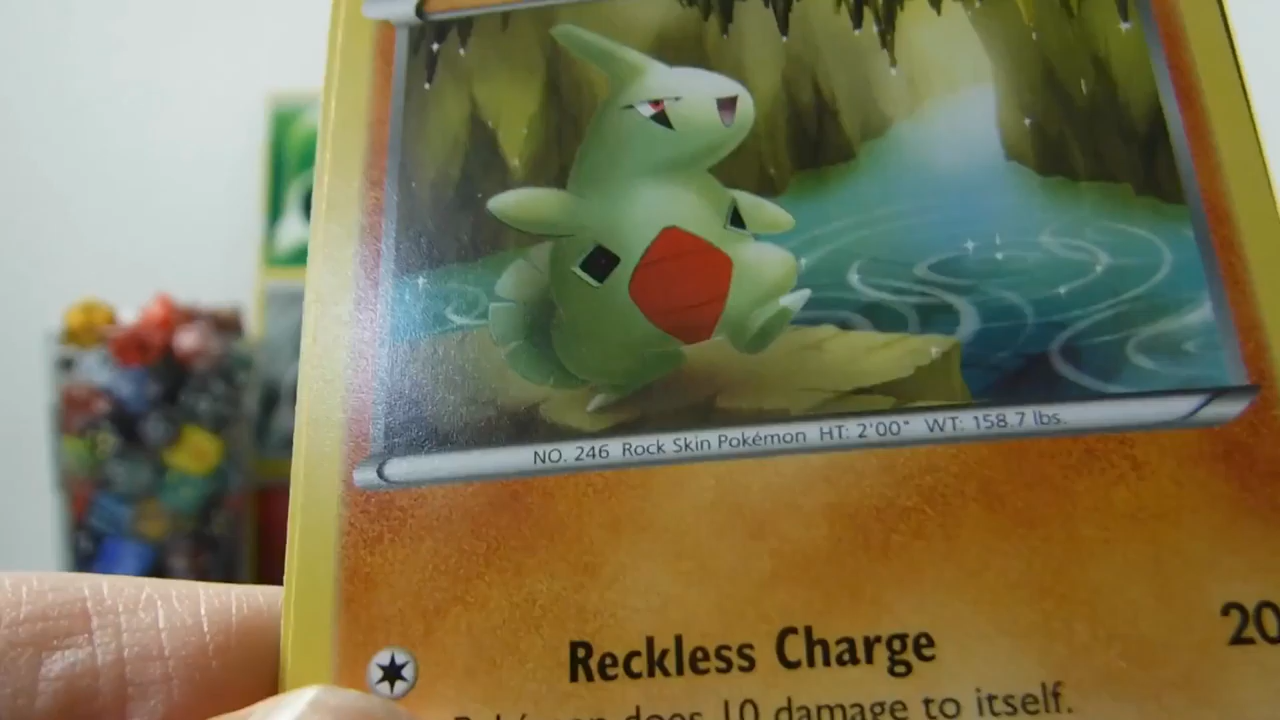 NO. 246 Rock Skin Pokémon HT: 2'00" WT: 158.7 lbs.
Reckless Charge 20
Pokémon does 10 damage to itself.